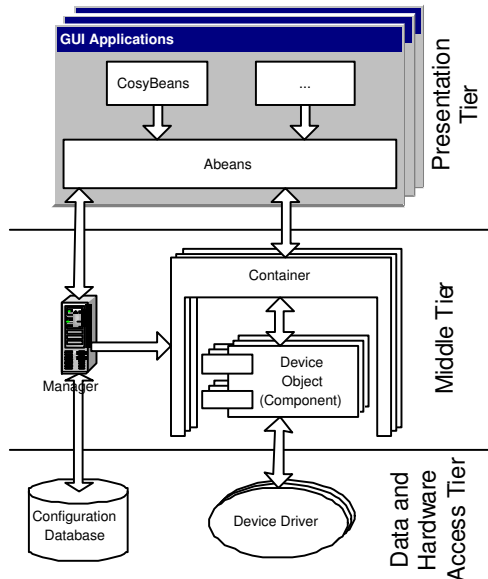 GUI Applications
CosyBeans
...
Abeans
Presentation
Tier
Container
Device
Object
(Component)
Manager
Middle Tier
Configuration
Database
Device Driver
Data and
Hardware
Access Tier